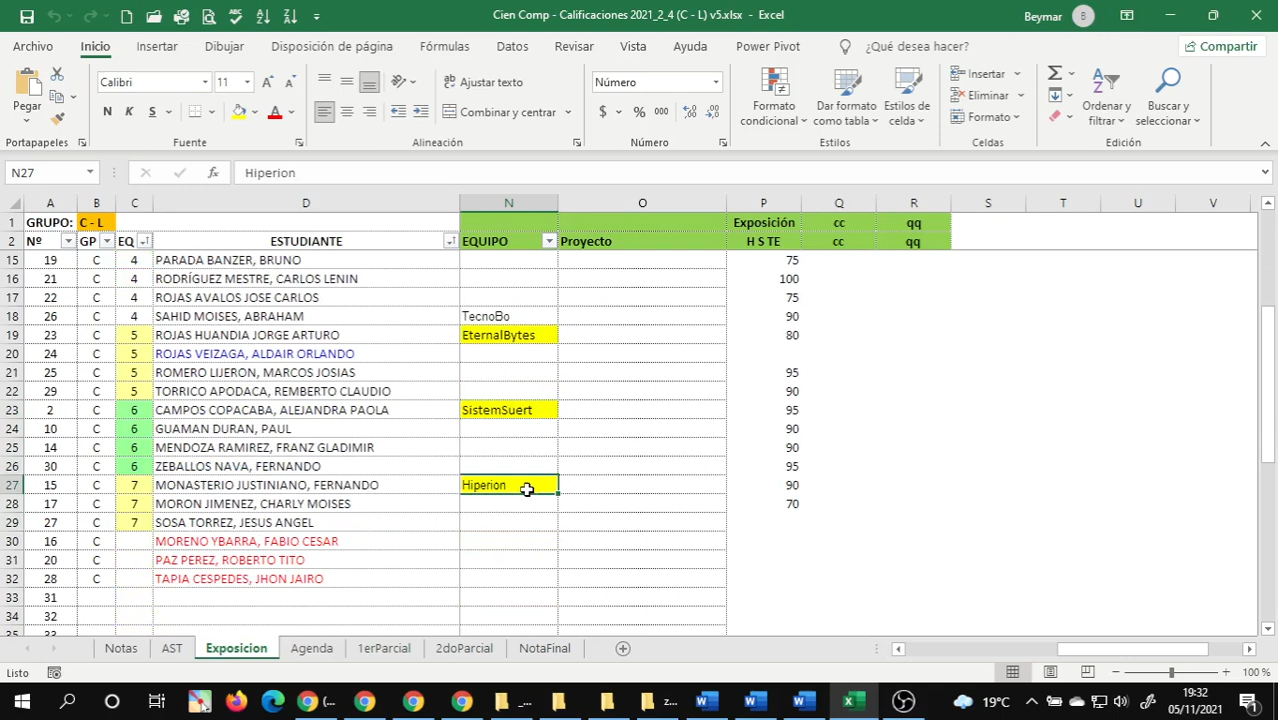 Cien Comp - Calificaciones 2021_2_4 (C - L) v5.xlsx - Excel
Beymar B
Archivo Inicio Insertar Dibujar Disposición de página Fórmulas Datos Revisar Vista Ayuda Power Pivot ¿Qué desea hacer? Compartir
Pegar Calibri 11 Ajustar texto Número Formato condicional Dar formato como tabla Estilos de celda Insertar Ordenar y filtrar Buscar y seleccionar
N K S Combinar y centrar $ % 000 Eliminar
Formato
Portapapeles Fuente Alineación Número Estilos Celdas Edición
N27 fx Hiperion
A B C D N O P Q R S T U V
1 GRUPO: C - L Exposición cc qq
2 Nº GP EQ ESTUDIANTE EQUIPO Proyecto H S TE cc qq
15 19 C 4 PARADA BANZER, BRUNO 75
16 21 C 4 RODRÍGUEZ MESTRE, CARLOS LENIN 100
17 22 C 4 ROJAS AVALOS JOSE CARLOS 75
18 26 C 4 SAHID MOISES, ABRAHAM TecnoBo 90
19 23 C 5 ROJAS HUANDIA JORGE ARTURO EternalBytes 80
20 24 C 5 ROJAS VEIZAGA, ALDAIR ORLANDO
21 25 C 5 ROMERO LIJERON, MARCOS JOSIAS 95
22 29 C 5 TORRICO APODACA, REMBERTO CLAUDIO 90
23 2 C 6 CAMPOS COPACABA, ALEJANDRA PAOLA SistemSuert 95
24 10 C 6 GUAMAN DURAN, PAUL 90
25 14 C 6 MENDOZA RAMIREZ, FRANZ GLADIMIR 90
26 30 C 6 ZEBALLOS NAVA, FERNANDO 95
27 15 C 7 MONASTERIO JUSTINIANO, FERNANDO Hiperion 90
28 17 C 7 MORON JIMENEZ, CHARLY MOISES 70
29 27 C 7 SOSA TORREZ, JESUS ANGEL
30 16 C MORENO YBARRA, FABIO CESAR
31 20 C PAZ PEREZ, ROBERTO TITO
32 28 C TAPIA CESPEDES, JHON JAIRO
33 31
34 32
35 33
Notas AST Exposicion Agenda 1erParcial 2doParcial NotaFinal
Listo 100 %
19°C 19:32
05/11/2021